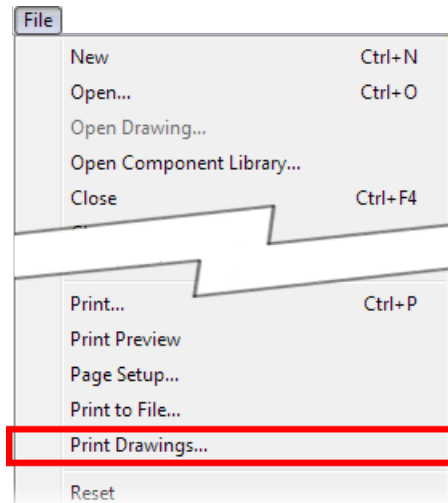 File
New Ctrl+N
Open... Ctrl+O
Open Drawing...
Open Component Library...
Close Ctrl+F4
Print... Ctrl+P
Print Preview
Page Setup...
Print to File...
Print Drawings...
Reset